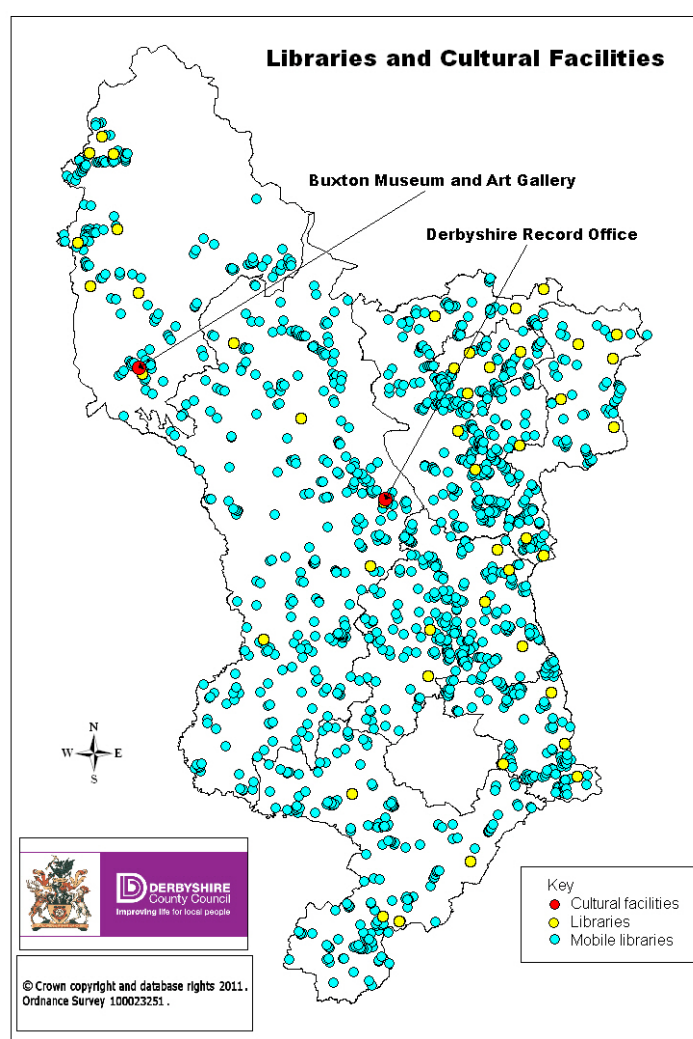 Libraries and Cultural Facilities
Buxton Museum and Art Gallery
Derbyshire Record Office
N
W E
S
DERBYSHIRE
County Council
Improving life for local people
Key
Cultural facilities
Libraries
Mobile libraries
© Crown copyright and database rights 2011.
Ordnance Survey 100023251.